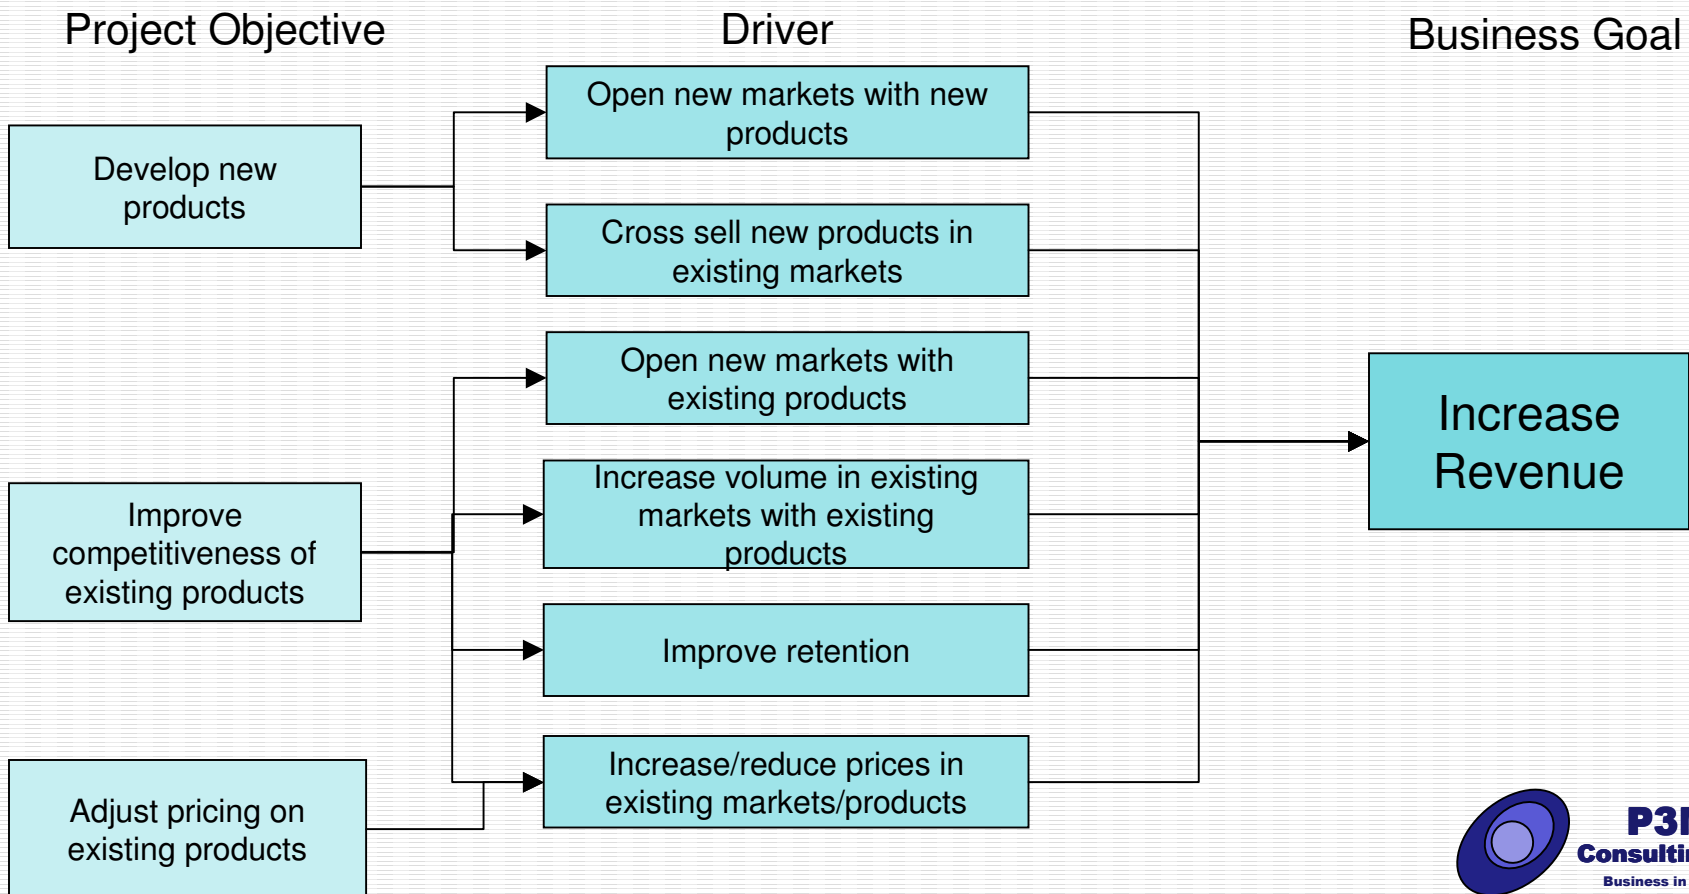 Project Objective
Driver
Business Goal
Open new markets with new
products
Develop new
products
Cross sell new products in
existing markets
Open new markets with
existing products
Increase
Revenue
Increase volume in existing
markets with existing
products
Improve
competitiveness of
existing products
Improve retention
Increase/reduce prices in
existing markets/products
Adjust pricing on
existing products
Business in